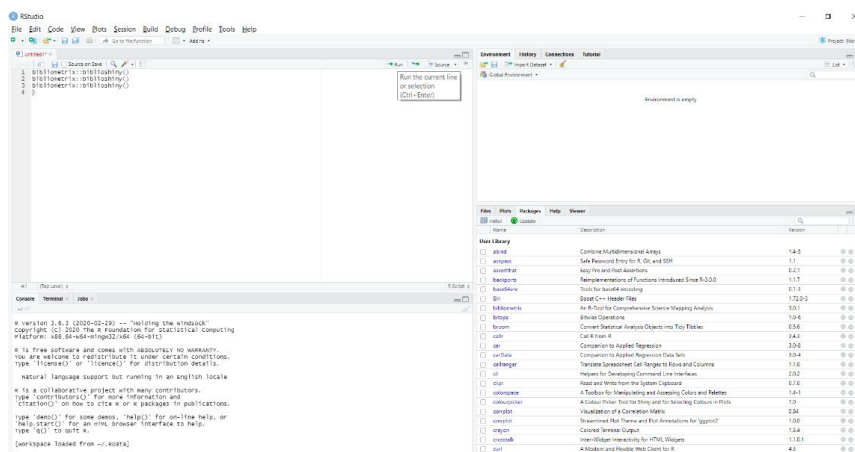 RStudio
File Edit Code View Plots Session Build Debug Profile Tools Help
Go to file/function Addins
Project: (None
Untitled1*
Source on Save Run Source
1 bibliometrix::biblioshiny()
2 bibliometrix::biblioshiny()
3 bibliometrix::biblioshiny()
4 )
Run the current line
or selection
(Ctrl+Enter)
4:1 (Top Level) R Script
Console Terminal Jobs
~/
R version 3.6.3 (2020-02-29) -- "Holding the Windsock"
Copyright (C) 2020 The R Foundation for Statistical Computing
Platform: x86_64-w64-mingw32/x64 (64-bit)
R is free software and comes with ABSOLUTELY NO WARRANTY.
You are welcome to redistribute it under certain conditions.
Type 'license()' or 'licence()' for distribution details.
Natural language support but running in an English locale
R is a collaborative project with many contributors.
Type 'contributors()' for more information and
'citation()' on how to cite R or R packages in publications.
Type 'demo()' for some demos, 'help()' for on-line help, or
'help.start()' for an HTML browser interface to help.
Type 'q()' to quit R.
[Workspace loaded from ~/.RData]
Environment History Connections Tutorial
Import Dataset List
Global Environment
Environment is empty
Files Plots Packages Help Viewer
Install Update
Name Description Version
User Library
abind Combine Multidimensional Arrays 1.4-5
askpass Safe Password Entry for R, Git, and SSH 1.1
assertthat Easy Pre and Post Assertions 0.2.1
backports Reimplementations of Functions Introduced Since R-3.0.0 1.1.7
base64enc Tools for base64 encoding 0.1-3
BH Boost C++ Header Files 1.72.0-3
bibliometrix An R-Tool for Comprehensive Science Mapping Analysis 3.0.1
bitops Bitwise Operations 1.0-6
broom Convert Statistical Analysis Objects into Tidy Tibbles 0.5.6
callr Call R from R 3.4.3
car Companion to Applied Regression 3.0-8
carData Companion to Applied Regression Data Sets 3.0-4
cellranger Translate Spreadsheet Cell Ranges to Rows and Columns 1.1.0
cli Helpers for Developing Command Line Interfaces 2.0.2
clipr Read and Write from the System Clipboard 0.7.0
colorspace A Toolbox for Manipulating and Assessing Colors and Palettes 1.4-1
colourpicker A Colour Picker Tool for Shiny and for Selecting Colours in Plots 1.0
corrplot Visualization of a Correlation Matrix 0.84
cowplot Streamlined Plot Theme and Plot Annotations for 'ggplot2' 1.0.0
crayon Colored Terminal Output 1.3.4
crosstalk Inter-Widget Interactivity for HTML Widgets 1.1.0.1
curl A Modern and Flexible Web Client for R 4.3